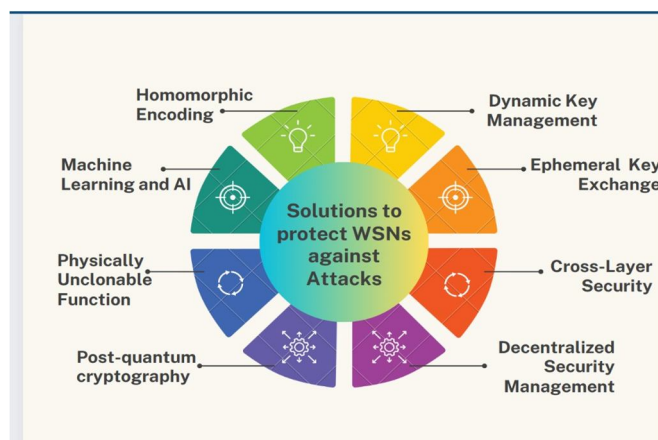 Homomorphic
Encoding
Dynamic Key
Management
Machine
Learning and AI
Ephemeral Key
Exchange
Solutions to
protect WSNs
against
Attacks
Physically
Unclonable
Function
Cross-Layer
Security
Post-quantum
cryptography
Decentralized
Security
Management